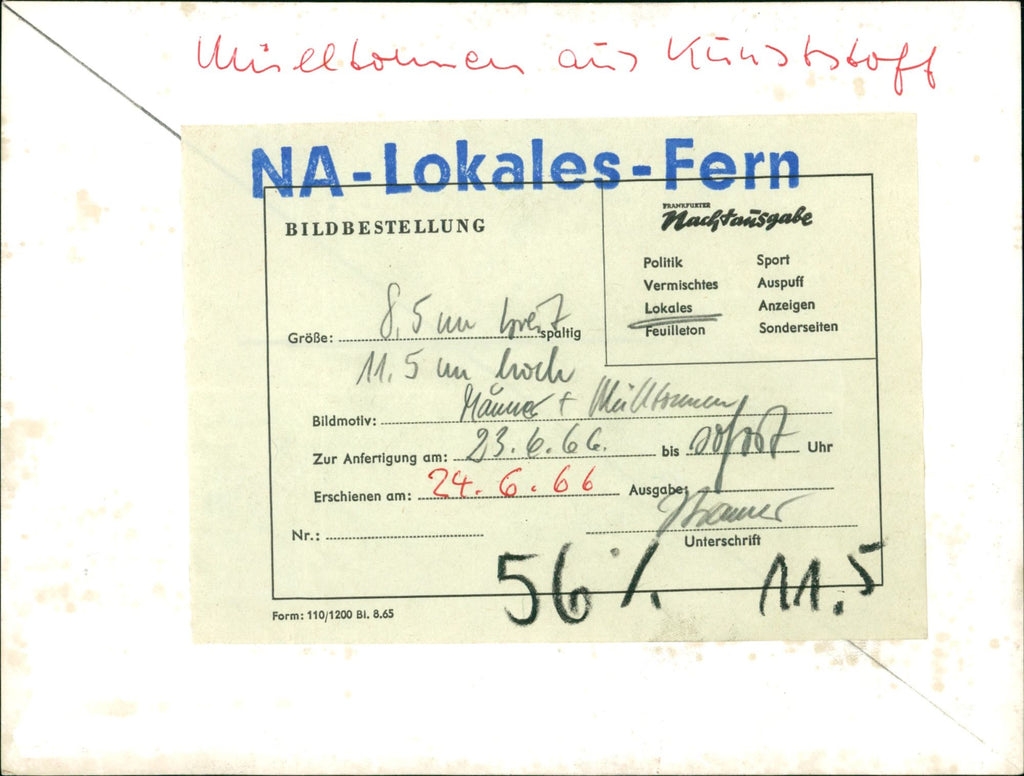 Mülltonnen aus Kunststoff
NA-Lokales-Fern
BILDBESTELLUNG
FRANKFURTER
Nachtausgabe
Politik
Vermischtes
Lokales
Feuilleton
Sport
Auspuff
Anzeigen
Sonderseiten
Größe: 8,5 cm breit spaltig
11.5 cm hoch
Bildmotiv: Männer + Mülltonnen
Zur Anfertigung am: 23.6.66. bis sofort Uhr
Erschienen am: 24.6.66 Ausgabe:
Nr.:
Unterschrift
56 % 11.5
Form: 110/1200 Bl. 8.65